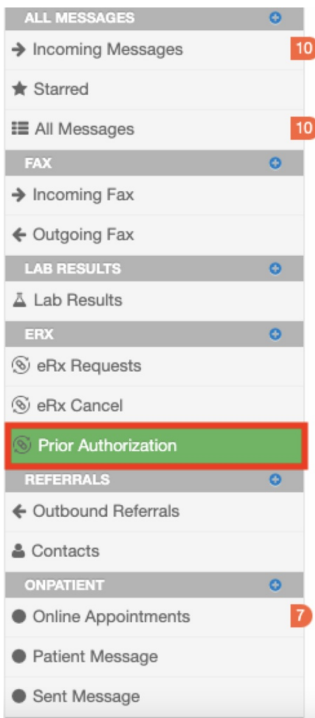 ALL MESSAGES
Incoming Messages 10
Starred
All Messages 10
FAX
Incoming Fax
Outgoing Fax
LAB RESULTS
Lab Results
ERX
eRx Requests
eRx Cancel
Prior Authorization
REFERRALS
Outbound Referrals
Contacts
ONPATIENT
Online Appointments 7
Patient Message
Sent Message